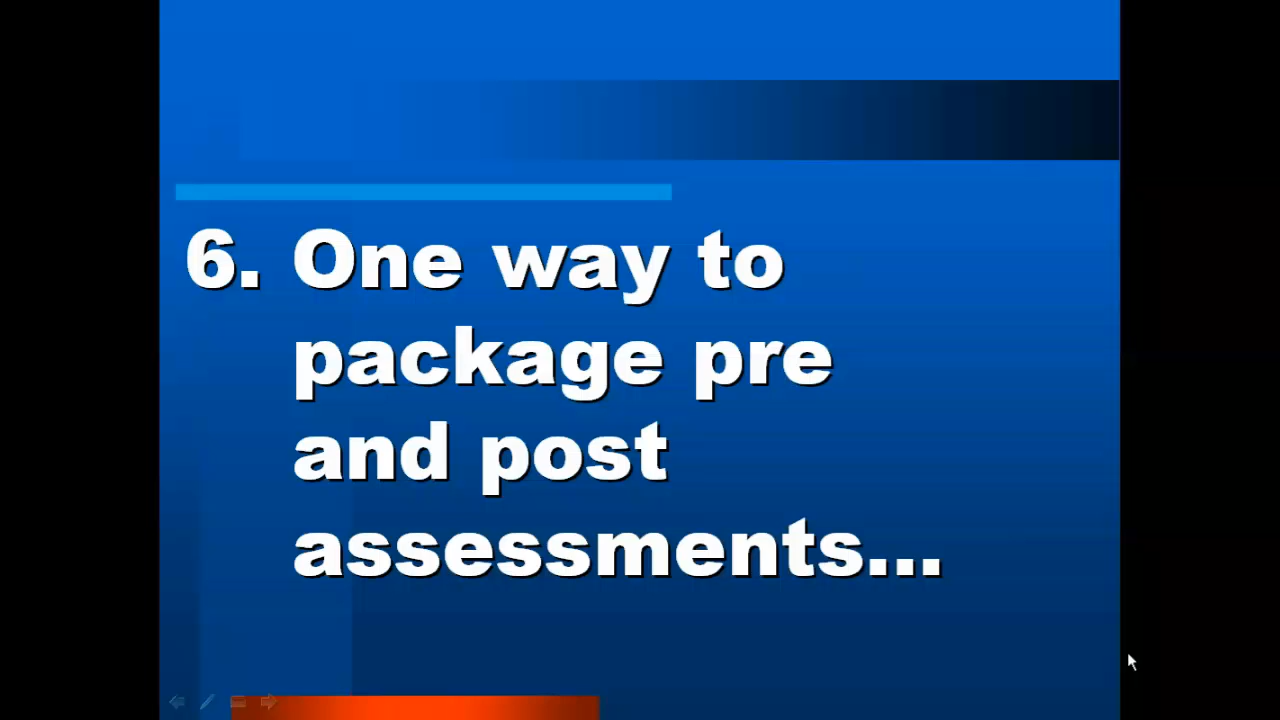 6. One way to
package pre
and post
assessments...